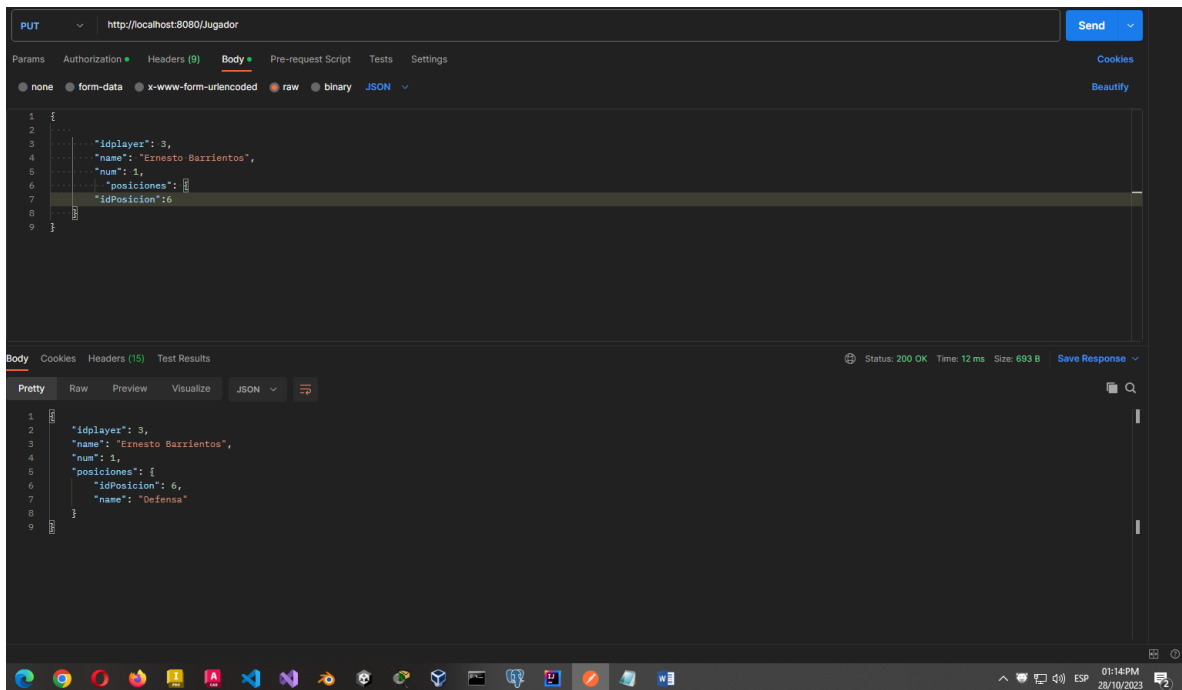 PUT http://localhost:8080/Jugador Send
Params Authorization Headers (9) Body Pre-request Script Tests Settings Cookies
none form-data x-www-form-urlencoded raw binary JSON Beautify
1 {
2
3 "idplayer": 3,
4 "name": "Ernesto Barrientos",
5 "num": 1,
6 "posiciones": {
7 "idPosicion":6
8 }
9 }
Body Cookies Headers (15) Test Results Status: 200 OK Time: 12 ms Size: 693 B Save Response
Pretty Raw Preview Visualize JSON
1 {
2 "idplayer": 3,
3 "name": "Ernesto Barrientos",
4 "num": 1,
5 "posiciones": {
6 "idPosicion": 6,
7 "name": "Defensa"
8 }
9 }
ESP 01:14:PM
28/10/2023